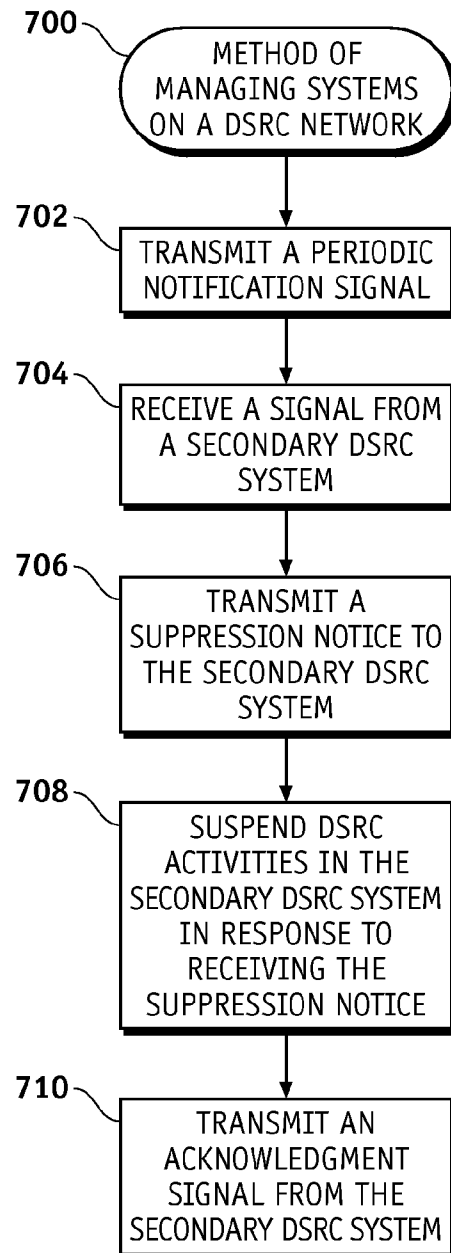 700
METHOD OF
MANAGING SYSTEMS
ON A DSRC NETWORK
702
TRANSMIT A PERIODIC
NOTIFICATION SIGNAL
704
RECEIVE A SIGNAL FROM
A SECONDARY DSRC
SYSTEM
706
TRANSMIT A
SUPPRESSION NOTICE TO
THE SECONDARY DSRC
SYSTEM
708
SUSPEND DSRC
ACTIVITIES IN THE
SECONDARY DSRC SYSTEM
IN RESPONSE TO
RECEIVING THE
SUPPRESSION NOTICE
710
TRANSMIT AN
ACKNOWLEDGMENT
SIGNAL FROM THE
SECONDARY DSRC SYSTEM